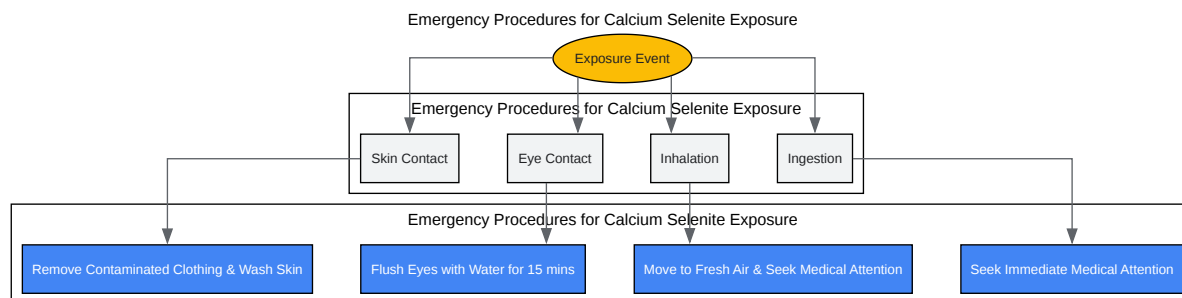 Emergency Procedures for Calcium Selenite Exposure
Exposure Event
Emergency Procedures for Calcium Selenite Exposure
Skin Contact
Eye Contact
Inhalation
Ingestion
Emergency Procedures for Calcium Selenite Exposure
Remove Contaminated Clothing & Wash Skin
Flush Eyes with Water for 15 mins
Move to Fresh Air & Seek Medical Attention
Seek Immediate Medical Attention